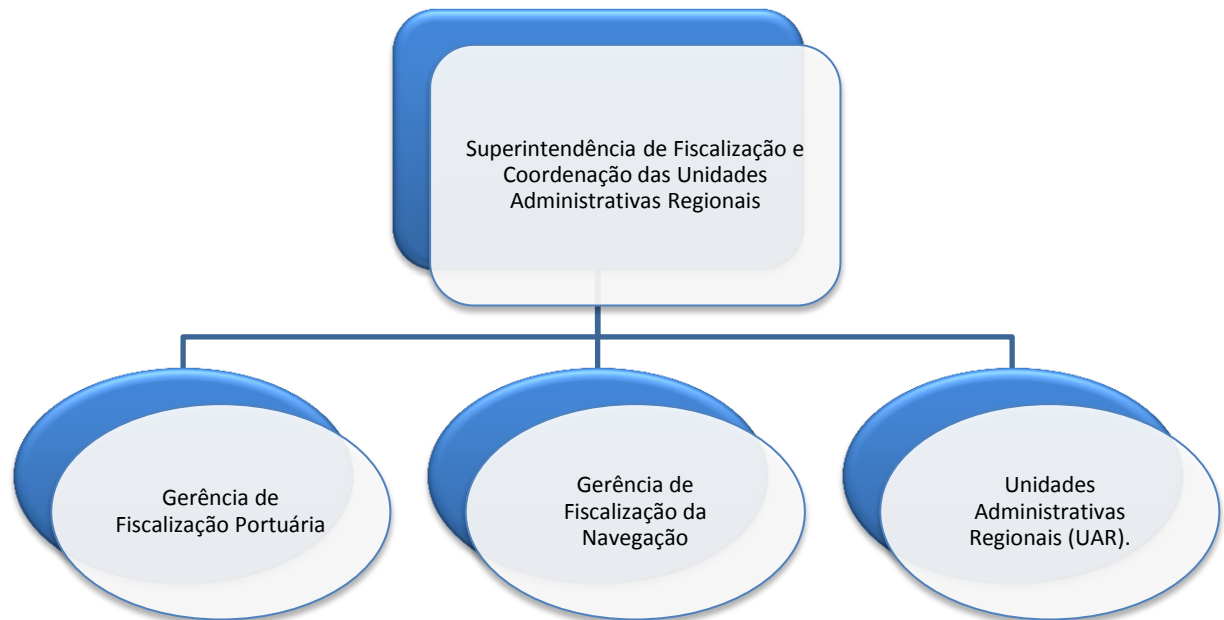 Superintendência de Fiscalização e
Coordenação das Unidades
Administrativas Regionais
Gerência de
Fiscalização Portuária
Gerência de
Fiscalização da
Navegação
Unidades
Administrativas
Regionais (UAR).